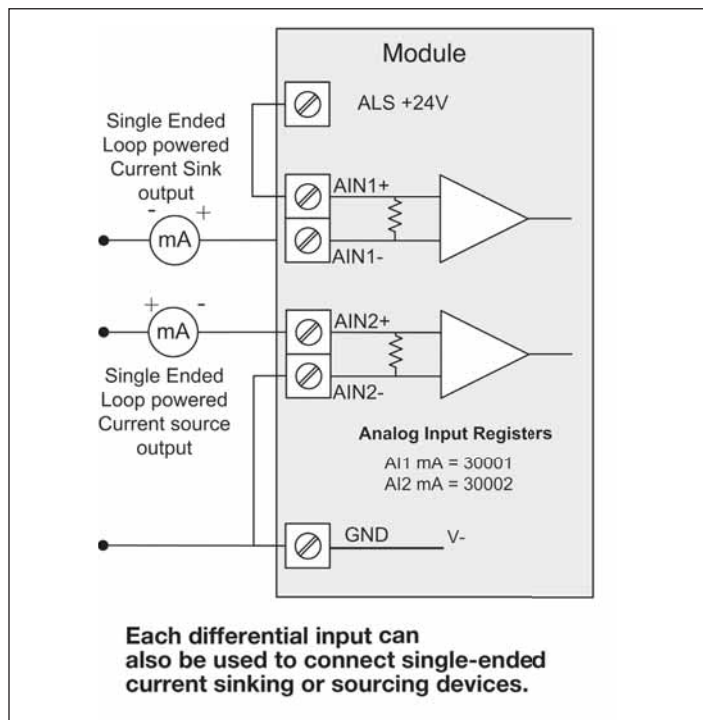 Module
ALS +24V
Single Ended
Loop powered
Current Sink
output
- +
mA
AIN1+
AIN1-
+ -
mA
AIN2+
AIN2-
Single Ended
Loop powered
Current source
output
Analog Input Registers
AI1 mA = 30001
AI2 mA = 30002
GND V-
Each differential input can
also be used to connect single-ended
current sinking or sourcing devices.